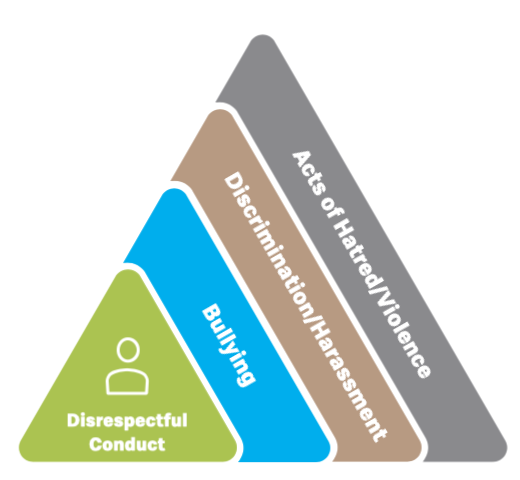 Acts of Hatred/Violence
Discrimination/Harassment
Bullying
Disrespectful
Conduct